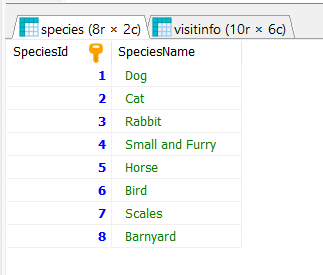 species (8r × 2c) visitinfo (10r × 6c)
SpeciesId SpeciesName
1 Dog
2 Cat
3 Rabbit
4 Small and Furry
5 Horse
6 Bird
7 Scales
8 Barnyard